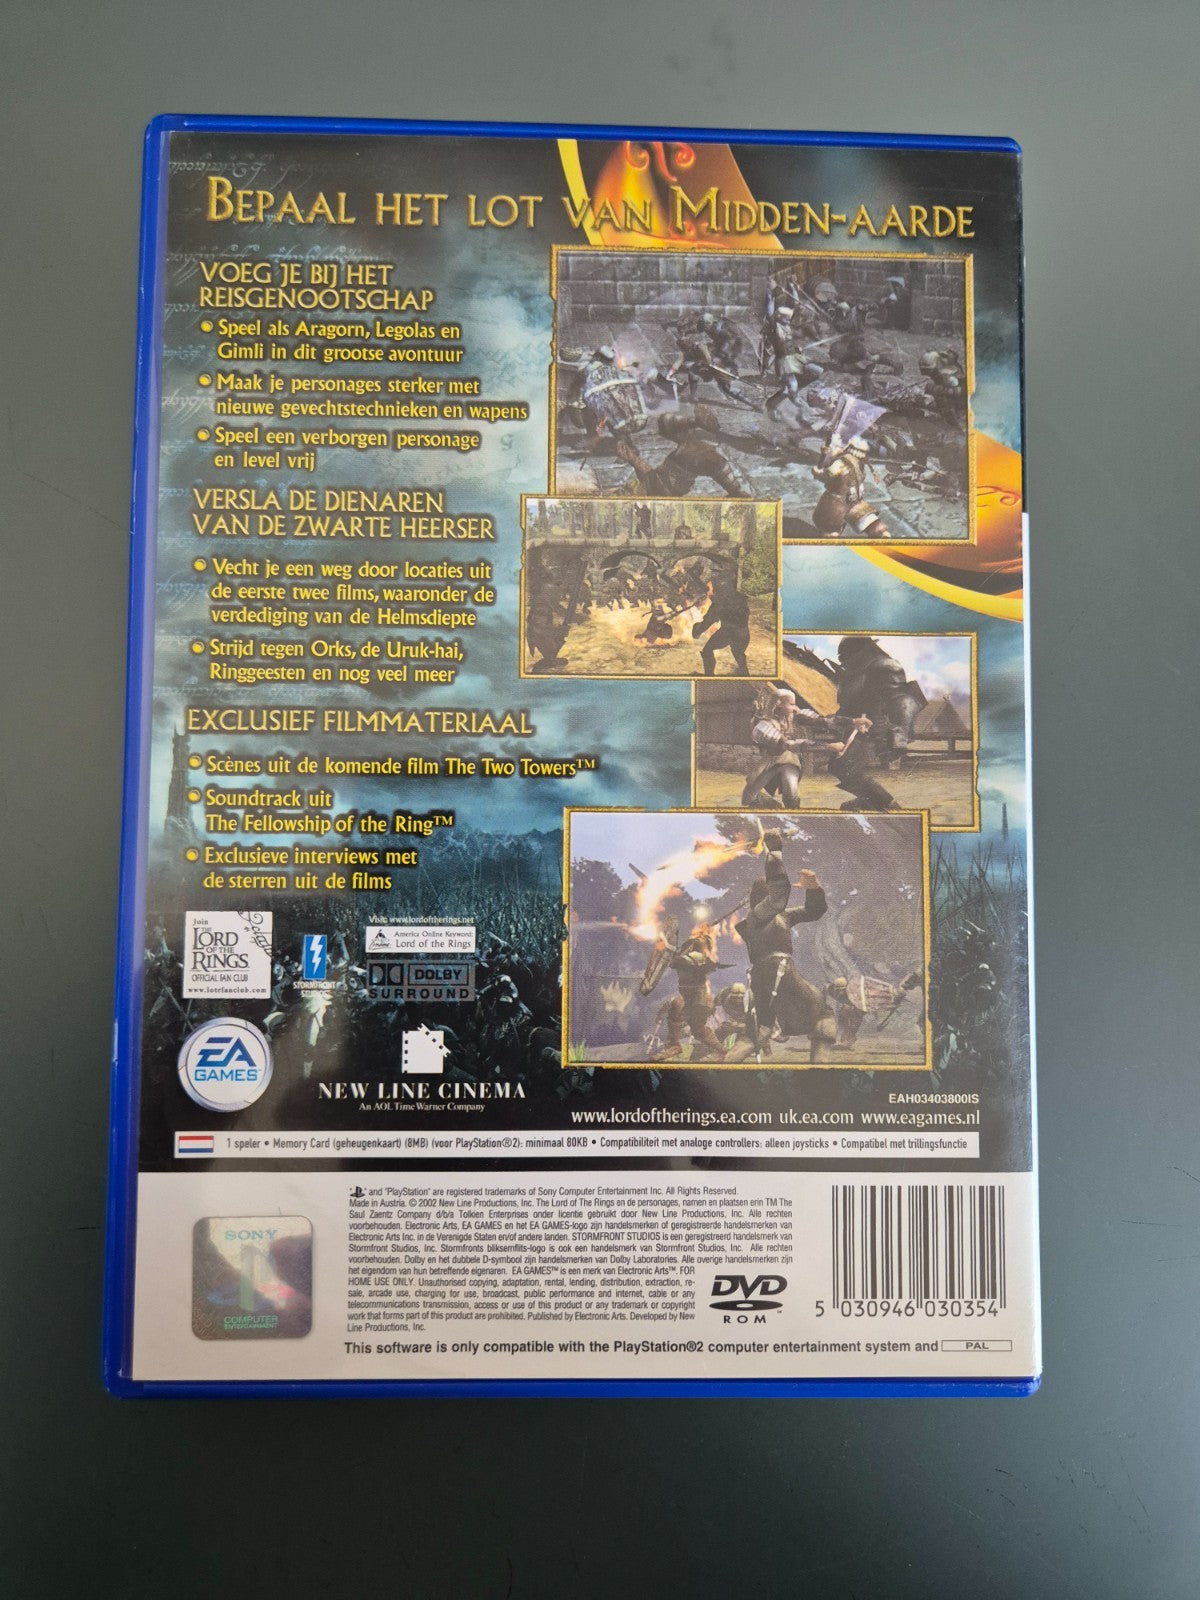 BEPAAL HET LOT VAN MIDDEN-AARDE
VOEG JE BIJ HET
REISGENOOTSCHAP
• Speel als Aragorn, Legolas en
Gimli in dit grootse avontuur
• Maak je personages sterker met
nieuwe gevechtstechnieken en wapens
• Speel een verborgen personage
en level vrij
VERSLA DE DIENAREN
VAN DE ZWARTE HEERSER
• Vecht je een weg door locaties uit
de eerste twee films, waaronder de
verdediging van de Helmsdiepte
• Strijd tegen Orks, de Uruk-hai,
Ringgeesten en nog veel meer
EXCLUSIEF FILMMATERIAAL
• Scènes uit de komende film The Two Towers™
• Soundtrack uit
The Fellowship of the Ring™
• Exclusieve interviews met
de sterren uit de films
Join
THE
LORD
OF THE
RINGS
OFFICIAL FAN CLUB
www.lotrfanclub.com
STORMFRONT
STUDIOS
Visit: www.lordoftherings.net
America Online Keyword:
Lord of the Rings
DOLBY
SURROUND
EA
GAMES™
NEW LINE CINEMA
An AOL Time Warner Company
EAH03403800IS
www.lordoftherings.ea.com uk.ea.com www.eagames.nl
1 speler • Memory Card (geheugenkaart) (8MB) (voor PlayStation®2): minimaal 80KB • Compatibiliteit met analoge controllers: alleen joysticks • Compatibel met trillingsfunctie
and "PlayStation" are registered trademarks of Sony Computer Entertainment Inc. All Rights Reserved.
Made in Austria. © 2002 New Line Productions, Inc. The Lord of The Rings en de personages, namen en plaatsen erin TM The
Saul Zaentz Company d/b/a Tolkien Enterprises onder licentie gebruikt door New Line Productions, Inc. Alle rechten
voorbehouden. Electronic Arts, EA GAMES en het EA GAMES-logo zijn handelsmerken of geregistreerde handelsmerken van
Electronic Arts Inc. in de Verenigde Staten en/of andere landen. STORMFRONT STUDIOS is een geregistreerd handelsmerk van
Stormfront Studios, Inc. Stormfronts bliksemflits-logo is ook een handelsmerk van Stormfront Studios, Inc. Alle rechten
voorbehouden. Dolby en het dubbele D-symbool zijn handelsmerken van Dolby Laboratories. Alle overige handelsmerken zijn
het eigendom van hun betreffende eigenaren. EA GAMES™ is een merk van Electronic Arts™. FOR
HOME USE ONLY. Unauthorised copying, adaptation, rental, lending, distribution, extraction, re-
sale, arcade use, charging for use, broadcast, public performance and internet, cable or any
telecommunications transmission, access or use of this product or any trademark or copyright
work that forms part of this product are prohibited. Published by Electronic Arts. Developed by New
Line Productions, Inc.
SONY
COMPUTER
ENTERTAINMENT
DVD
ROM
5 030946 030354
This software is only compatible with the PlayStation®2 computer entertainment system and PAL